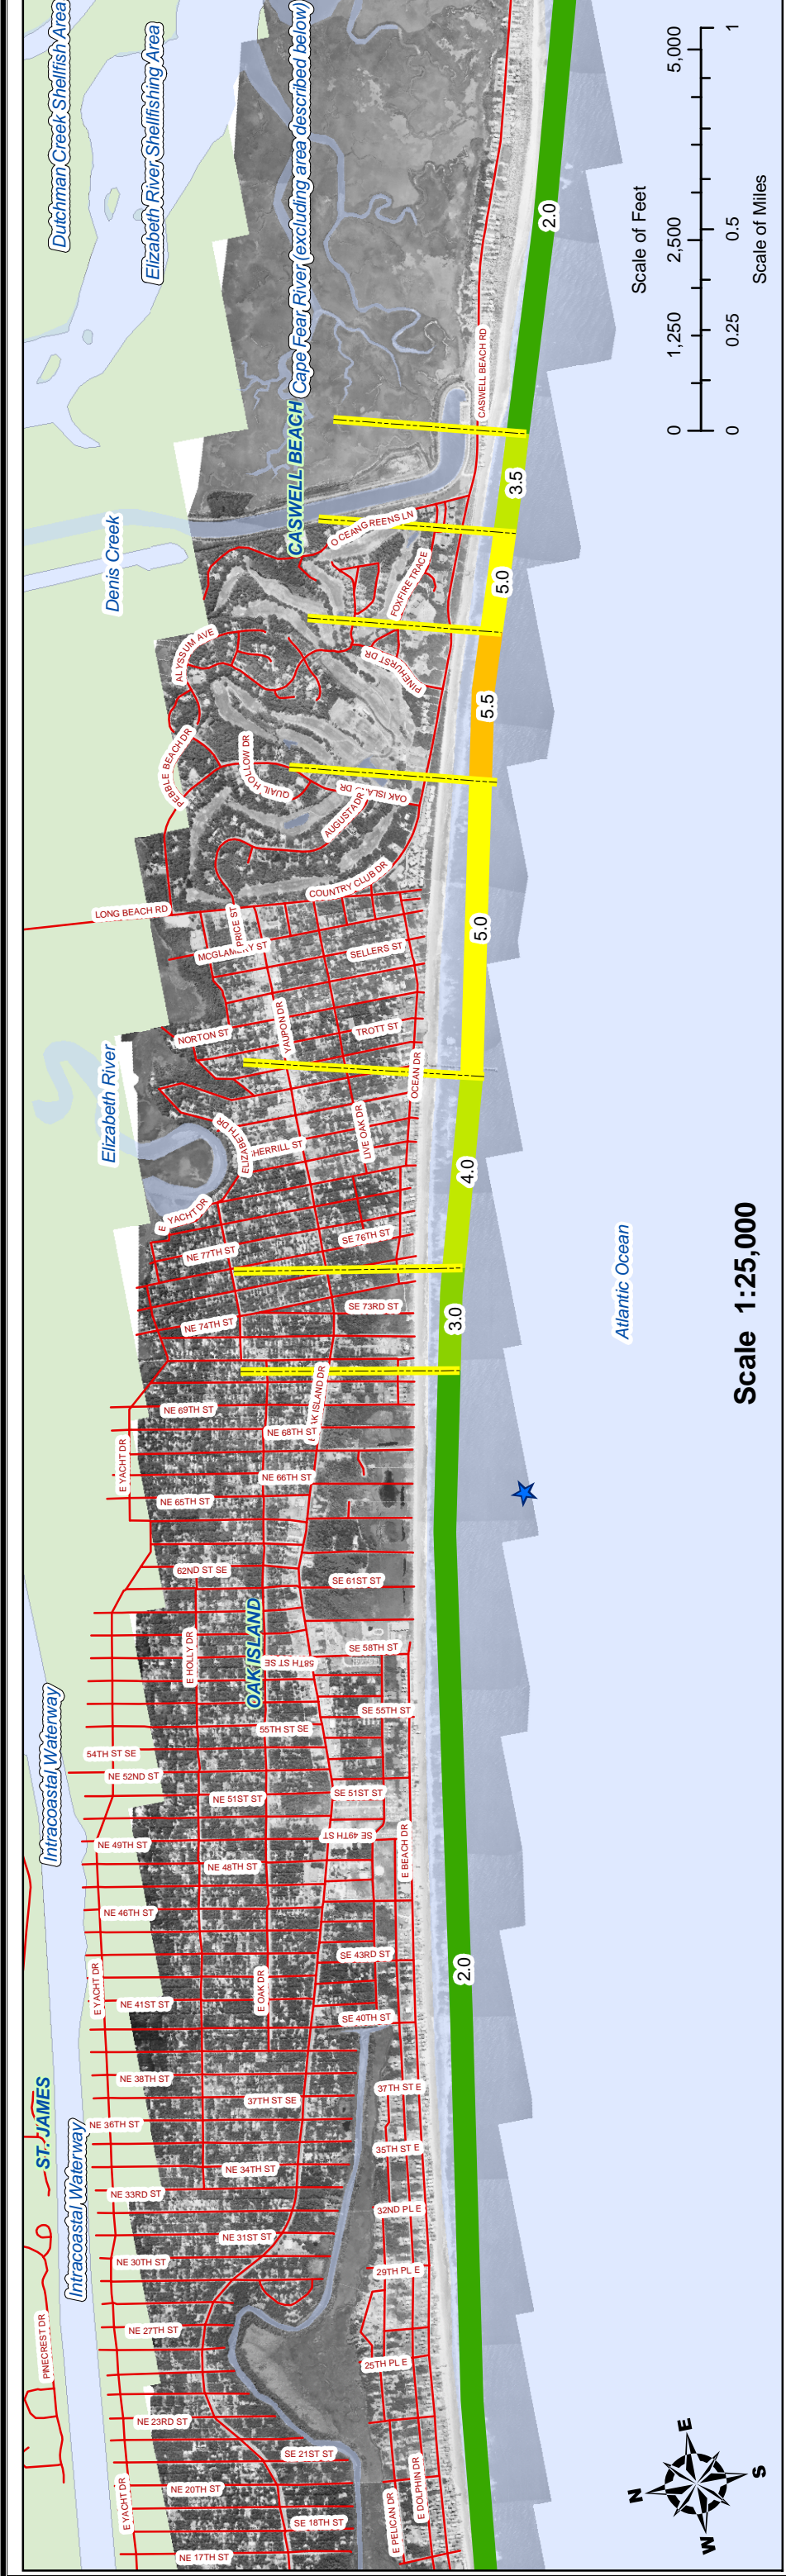 Dutchman Creek Shellfish Area
Elizabeth River Shellfishing Area
Cape Fear River (excluding area described below)
CASWELL BEACH
Denis Creek
Elizabeth River
Intracoastal Waterway
ST. JAMES
Intracoastal Waterway
OAK ISLAND
Atlantic Ocean
Scale 1:25,000
Scale of Feet
0 1,250 2,500 5,000
0 0.25 0.5 1
Scale of Miles
N
E
S
W
2.0
3.5
5.0
5.5
5.0
4.0
3.0
2.0
CASWELL BEACH RD
OCEANGREENS LN
FOXFIRE TRACE
PINEHURST DR
ALYSSUM AVE
PEBBLE BEACH DR
QUAIL HOLLOW DR
AUGUSTA DR
COUNTRY CLUB DR
LONG BEACH RD
PRICE ST
SELLERS ST
YAUPON DR
NORTON ST
TROTT ST
OCEAN DR
ELIZABETH DR
LIVE OAK DR
E YACHT DR
NE 77TH ST
SE 76TH ST
NE 74TH ST
SE 73RD ST
NE 69TH ST
NE 68TH ST
E YACHT DR
NE 66TH ST
NE 65TH ST
62ND ST SE
SE 61ST ST
E HOLLY DR
58TH ST SE
SE 58TH ST
55TH ST SE
SE 55TH ST
54TH ST SE
NE 52ND ST
NE 51ST ST
SE 51ST ST
SE 49TH ST
NE 49TH ST
E BEACH DR
NE 48TH ST
NE 46TH ST
SE 43RD ST
E YACHT DR
E OAK DR
NE 41ST ST
SE 40TH ST
NE 38TH ST
37TH ST SE
37TH ST E
NE 36TH ST
35TH ST E
NE 34TH ST
NE 33RD ST
32ND PL E
NE 31ST ST
NE 30TH ST
29TH PL E
PINECREST DR
NE 27TH ST
25TH PL E
NE 23RD ST
SE 21ST ST
NE 20TH ST
E YACHT DR
SE 18TH ST
E PELICAN DR
E DOLPHIN DR
NE 17TH ST